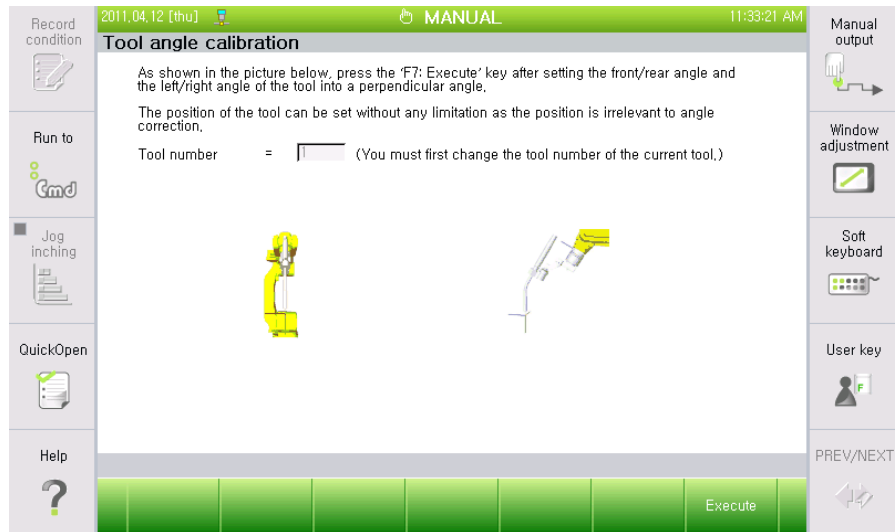 Record
condition
2011,04,12 [thu]
MANUAL
11:33:21 AM
Manual
output
Tool angle calibration
As shown in the picture below, press the 'F7: Execute' key after setting the front/rear angle and
the left/right angle of the tool into a perpendicular angle,
The position of the tool can be set without any limitation as the position is irrelevant to angle
correction,
Tool number = 1 (You must first change the tool number of the current tool,)
Run to
Cmd
Window
adjustment
Jog
inching
Soft
keyboard
QuickOpen
User key
F
Help
?
PREV/NEXT
Execute